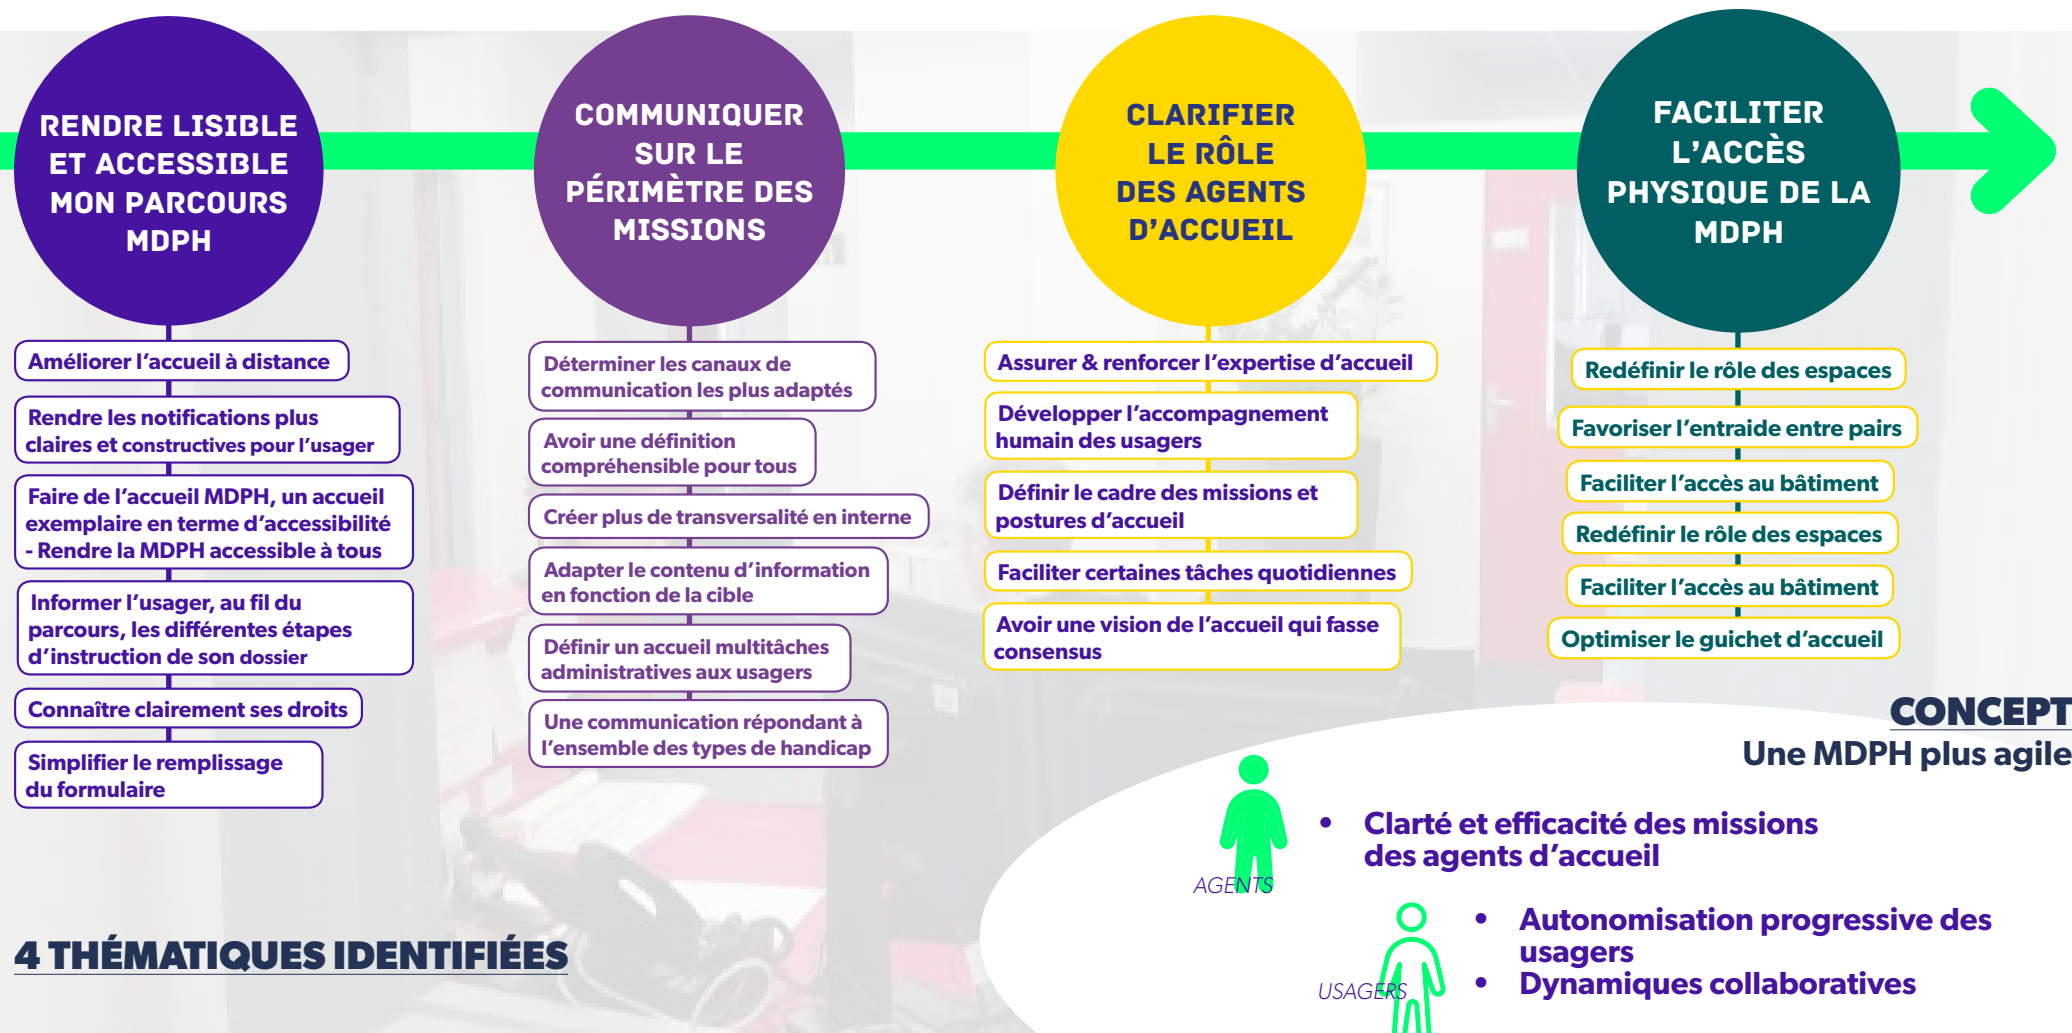 RENDRE LISIBLE
ET ACCESSIBLE
MON PARCOURS
MDPH
Améliorer l’accueil à distance
Rendre les notifications plus
claires et constructives pour l’usager
Faire de l’accueil MDPH, un accueil
exemplaire en terme d’accessibilité
- Rendre la MDPH accessible à tous
Informer l’usager, au fil du
parcours, les différentes étapes
d’instruction de son dossier
Connaître clairement ses droits
Simplifier le remplissage
du formulaire
COMMUNIQUER
SUR LE
PÉRIMÈTRE DES
MISSIONS
Déterminer les canaux de
communication les plus adaptés
Avoir une définition
compréhensible pour tous
Créer plus de transversalité en interne
Adapter le contenu d’information
en fonction de la cible
Définir un accueil multitâches
administratives aux usagers
Une communication répondant à
l’ensemble des types de handicap
CLARIFIER
LE RÔLE
DES AGENTS
D’ACCUEIL
Assurer & renforcer l’expertise d’accueil
Développer l’accompagnement
humain des usagers
Définir le cadre des missions et
postures d’accueil
Faciliter certaines tâches quotidiennes
Avoir une vision de l’accueil qui fasse
consensus
FACILITER
L’ACCÈS
PHYSIQUE DE LA
MDPH
Redéfinir le rôle des espaces
Favoriser l’entraide entre pairs
Faciliter l’accès au bâtiment
Redéfinir le rôle des espaces
Faciliter l’accès au bâtiment
Optimiser le guichet d’accueil
CONCEPT
Une MDPH plus agile
• Clarté et efficacité des missions
des agents d’accueil
AGENTS
• Autonomisation progressive des
usagers
• Dynamiques collaboratives
USAGERS
4 THÉMATIQUES IDENTIFIÉES